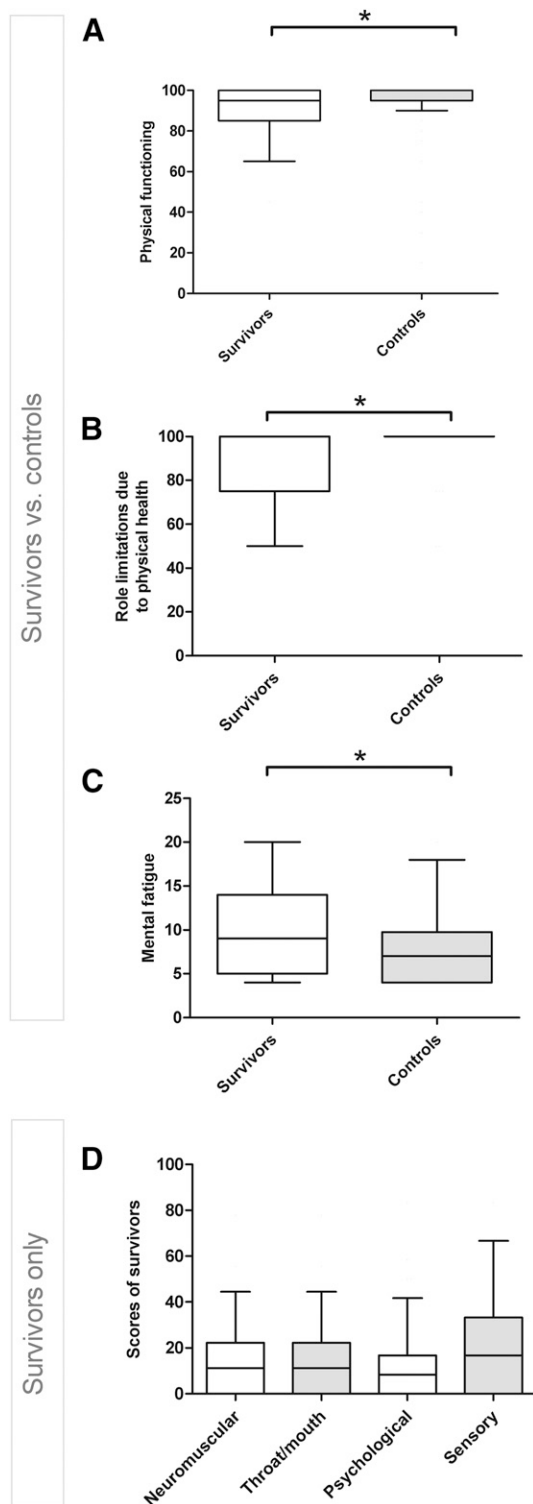 Survivors vs. controls
A
*
Physical functioning
100
80
60
40
20
0
Survivors
Controls
B
*
Role limitations due
to physical health
100
80
60
40
20
0
Survivors
Controls
C
*
Mental fatigue
25
20
15
10
5
0
Survivors
Controls
Survivors only
D
Scores of survivors
100
80
60
40
20
0
Neuromuscular
Throat/mouth
Psychological
Sensory